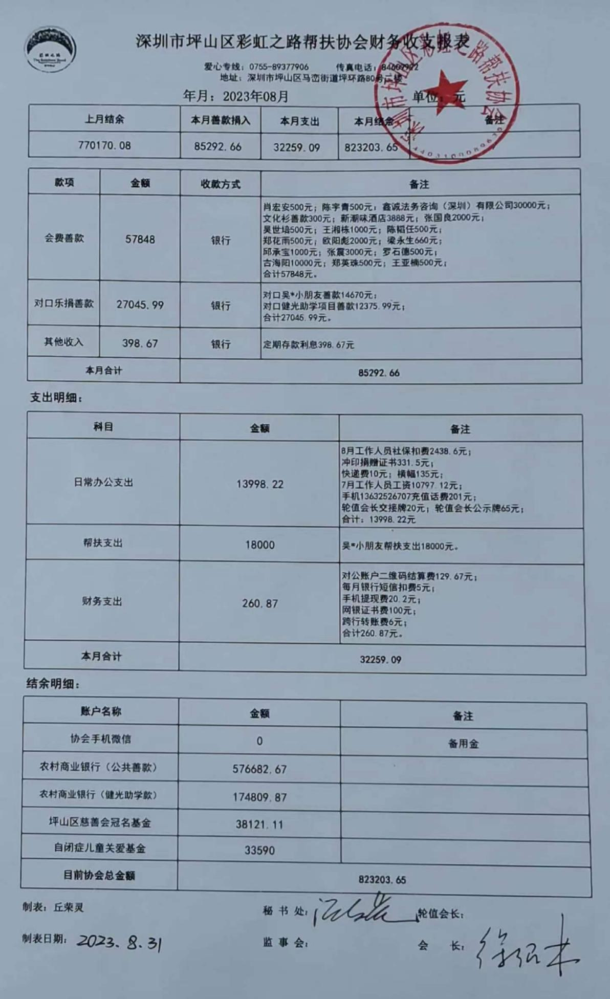 彩虹之路
The Rainbow Road
深圳市坪山区彩虹之路帮扶协会财务收支报表
爱心专线：0755-89377906 传真电话：84609922
地址：深圳市坪山区马峦街道坪环路80号1楼
年月：2023年08月 单位：元
深圳市坪山区彩虹之路帮扶协会
上月结余 本月善款捐入 本月支出 本月结余 备注
770170.08 85292.66 32259.09 823203.65
款项 金额 收款方式 备注
会费善款 57848 银行
肖宏安500元；陈宇青500元；鑫诚法务咨询（深圳）有限公司30000元；
文化衫善款300元；新潮味酒店3888元；张国良2000元；
吴世培500元；王湘栋1000元；陈韬任500元；
郑花雨500元；欧阳彪2000元；梁永生660元；
邱承宝1000元；张震3000元；罗石德500元；
古海阳10000元；郑英珠500元；王亚楠500元；
合计57848元。
对口乐捐善款 27045.99 银行
对口吴*小朋友善款14670元；
对口健光助学项目善款12375.99元；
合计27045.99元。
其他收入 398.67 银行 定期存款利息398.67元
本月合计 85292.66
支出明细：
科目 金额 备注
日常办公支出 13998.22
8月工作人员社保扣费2438.6元；
冲印捐赠证书331.5元；
快递费10元；横幅135元；
7月工作人员工资10797.12元；
手机13632526707充值话费201元；
轮值会长交接牌20元；轮值会长公示牌65元；
合计：13998.22元
帮扶支出 18000 吴*小朋友帮扶支出18000元。
财务支出 260.87
对公账户二维码结算费129.67元；
每月银行短信扣费5元；
手机提现费20.2元；
网银证书费100元；
跨行转账费6元；
合计260.87元。
本月合计 32259.09
结余明细：
账户名称 金额 备注
协会手机微信 0 备用金
农村商业银行（公共善款） 576682.67
农村商业银行（健光助学款） 174809.87
坪山区慈善会冠名基金 38121.11
自闭症儿童关爱基金 33590
目前协会总金额 823203.65
制表：丘荣灵 秘书处： 轮值会长：
制表日期：2023.8.31 监事会： 会长：